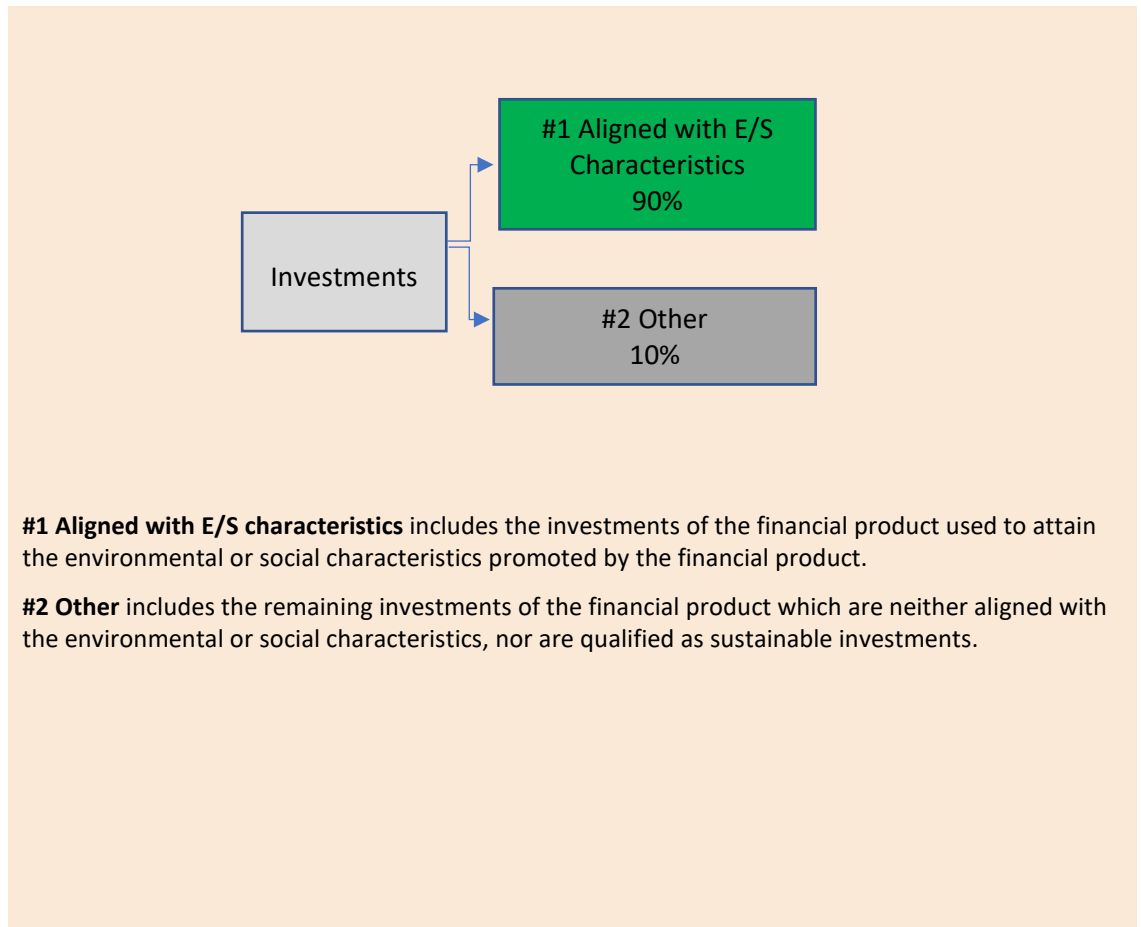 #1 Aligned with E/S
Characteristics
90%
Investments
#2 Other
10%
#1 Aligned with E/S characteristics includes the investments of the financial product used to attain
the environmental or social characteristics promoted by the financial product.
#2 Other includes the remaining investments of the financial product which are neither aligned with
the environmental or social characteristics, nor are qualified as sustainable investments.